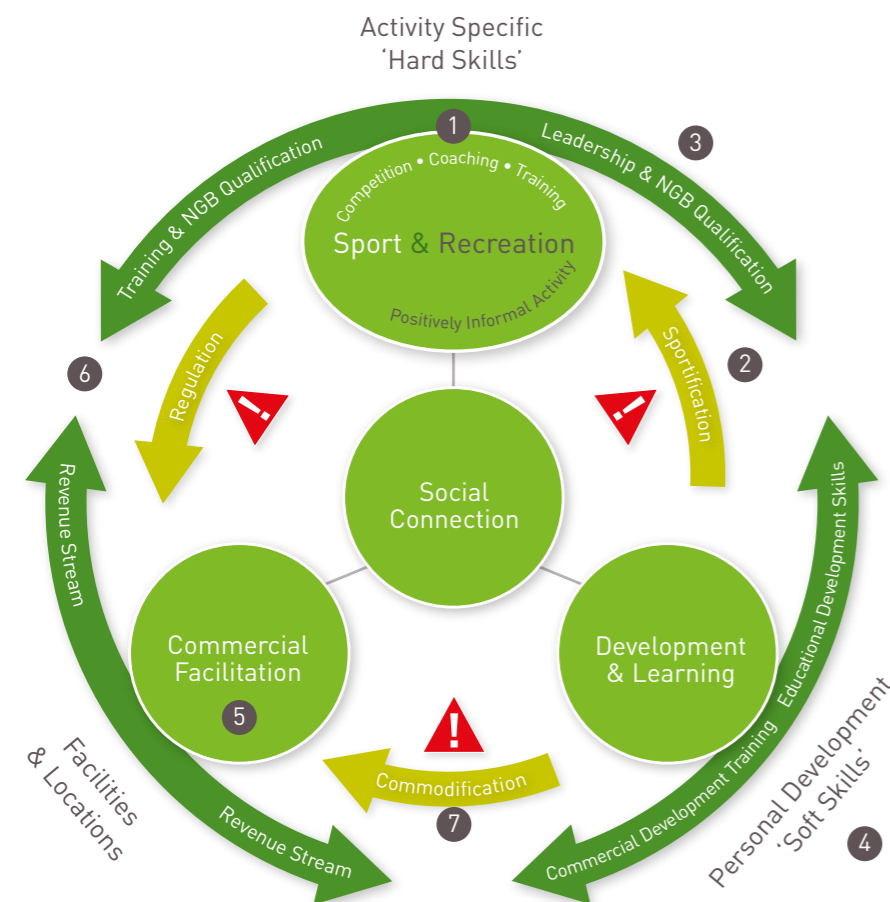 Activity Specific
‘Hard Skills’
1
Training & NGB Qualification
Leadership & NGB Qualification
3
Competition • Coaching • Training
Sport & Recreation
Positively Informal Activity
6
Regulation
!
!
Sportification
2
Social
Connection
Revenue Stream
Commercial
Facilitation
5
Development
& Learning
Educational Development Skills
Facilities
& Locations
!
Commodification
7
Revenue Stream
Commercial Development Training
Personal Development
‘Soft Skills’
4